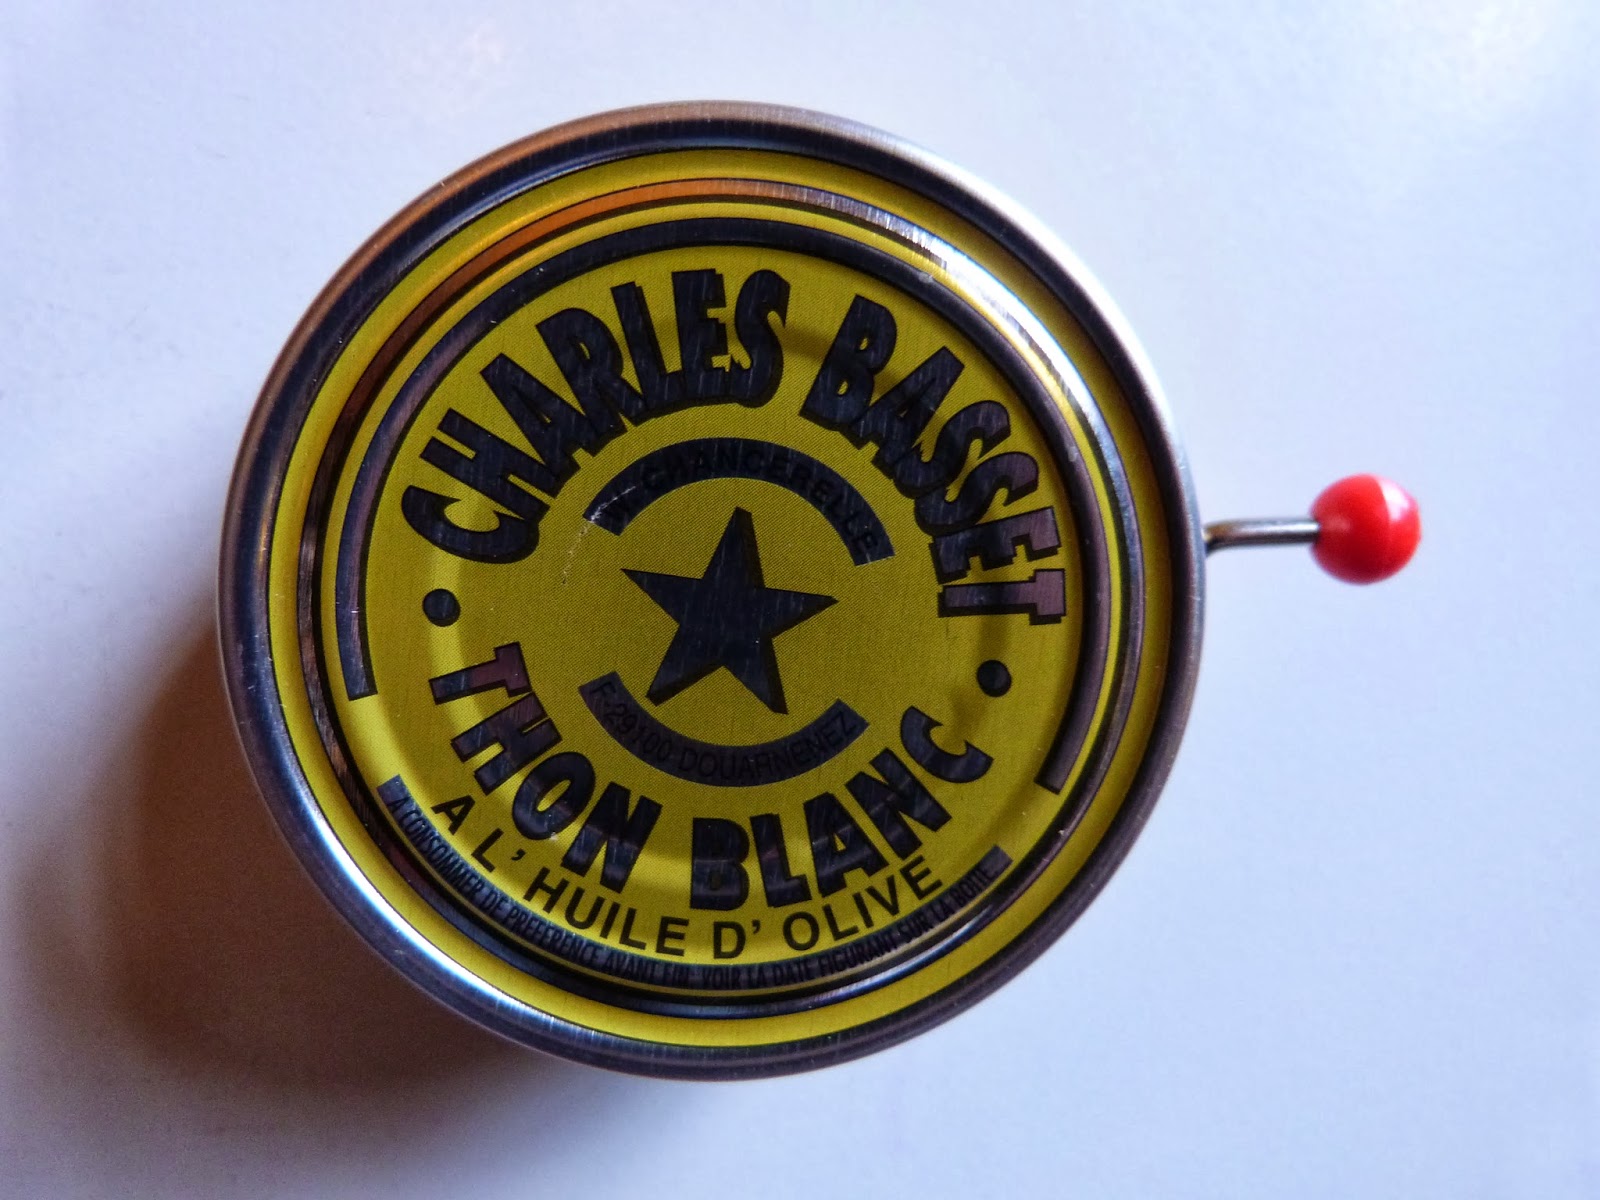 CHARLES BASSET
W. CHANCERELLE
F-29100 DOUARNENEZ
THON BLANC
A L'HUILE D'OLIVE
A CONSOMMER DE PREFERENCE AVANT FIN: VOIR LA DATE FIGURANT SUR LA BOITE.